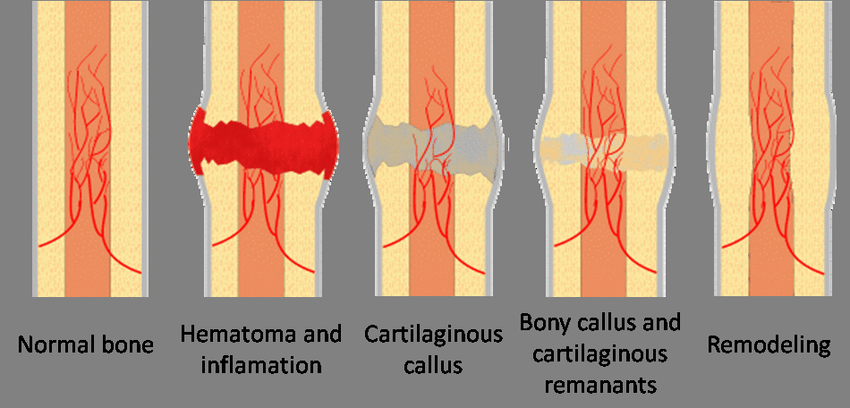 Normal bone
Hematoma and
inflamation
Cartilaginous
callus
Bony callus and
cartilaginous
remanants
Remodeling